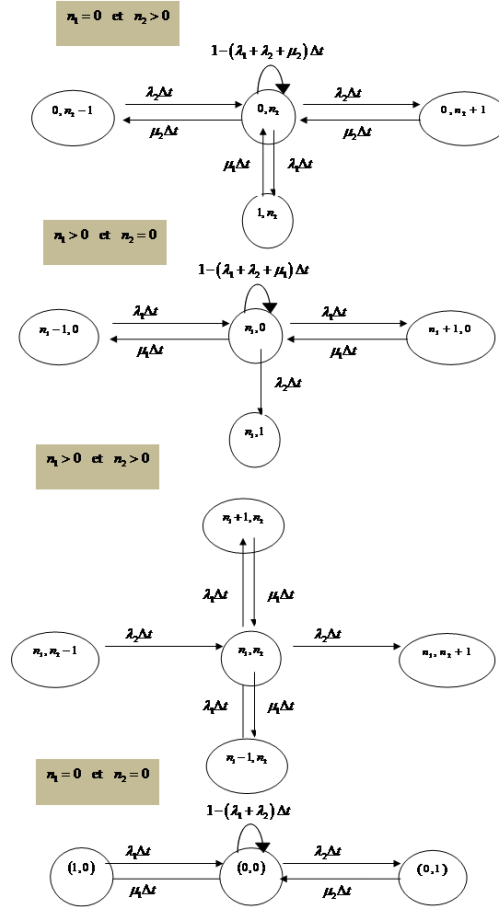 n₁ = 0 et n₂ > 0
1 − (λ₁ + λ₂ + μ₂) Δt
0, n₂ − 1
λ₂Δt
μ₂Δt
0, n₂
λ₂Δt
μ₂Δt
0, n₂ + 1
μ₁Δt
λ₁Δt
1, n₂
n₁ > 0 et n₂ = 0
1 − (λ₁ + λ₂ + μ₁) Δt
n₁ − 1, 0
λ₁Δt
μ₁Δt
n₁, 0
λ₁Δt
μ₁Δt
n₁ + 1, 0
λ₂Δt
n₁, 1
n₁ > 0 et n₂ > 0
n₁ + 1, n₂
λ₁Δt
μ₁Δt
n₁, n₂ − 1
λ₂Δt
n₁, n₂
λ₂Δt
n₁, n₂ + 1
λ₁Δt
μ₁Δt
n₁ − 1, n₂
n₁ = 0 et n₂ = 0
1 − (λ₁ + λ₂) Δt
(1,0)
λ₁Δt
μ₁Δt
(0,0)
λ₂Δt
μ₂Δt
(0,1)